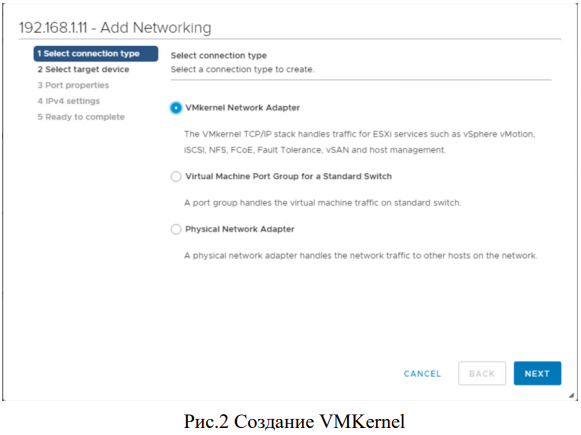 192.168.1.11 - Add Networking
1 Select connection type
2 Select target device
3 Port properties
4 IPv4 settings
5 Ready to complete
Select connection type
Select a connection type to create.
VMkernel Network Adapter
The VMkernel TCP/IP stack handles traffic for ESXi services such as vSphere vMotion,
iSCSI, NFS, FCoE, Fault Tolerance, vSAN and host management.
Virtual Machine Port Group for a Standard Switch
A port group handles the virtual machine traffic on standard switch.
Physical Network Adapter
A physical network adapter handles the network traffic to other hosts on the network.
CANCEL
BACK
NEXT
Рис.2 Создание VMKernel